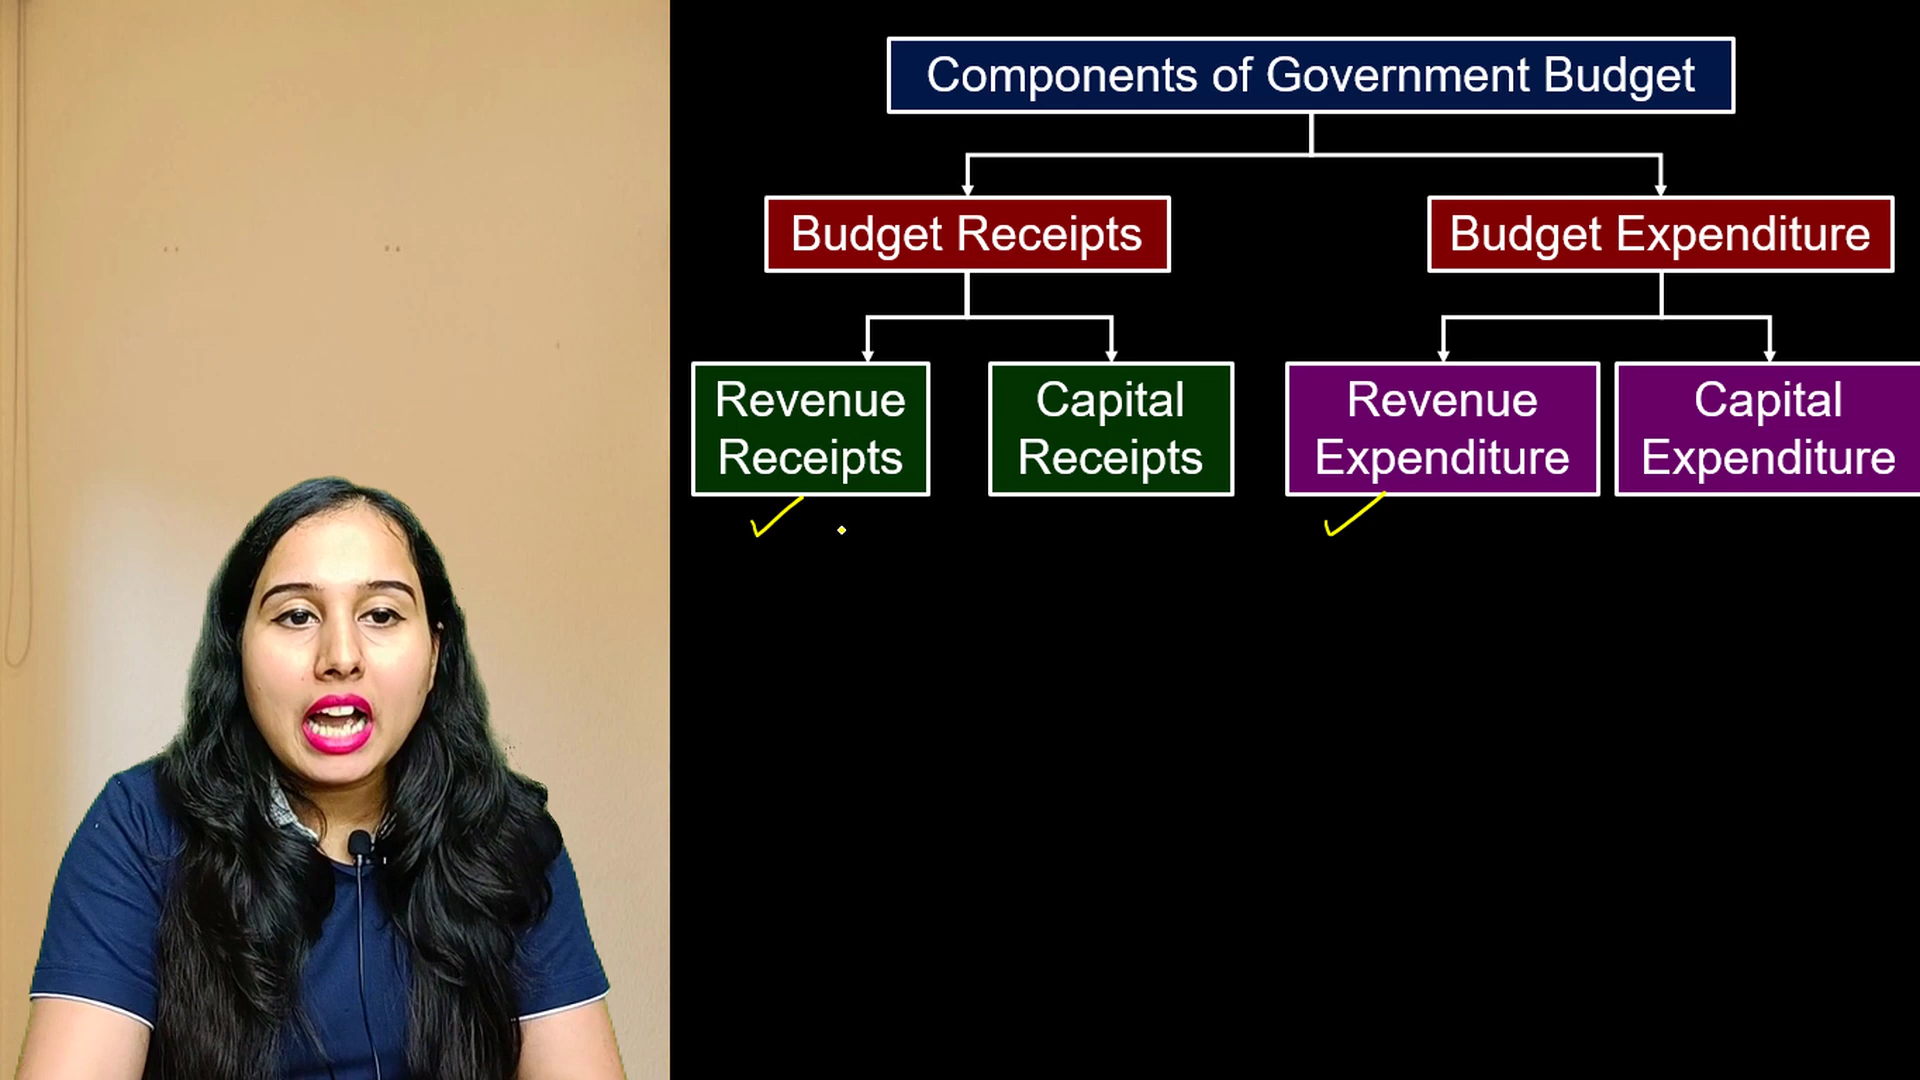 Components of Government Budget
Budget Receipts
Budget Expenditure
Revenue
Receipts
Capital
Receipts
Revenue
Expenditure
Capital
Expenditure